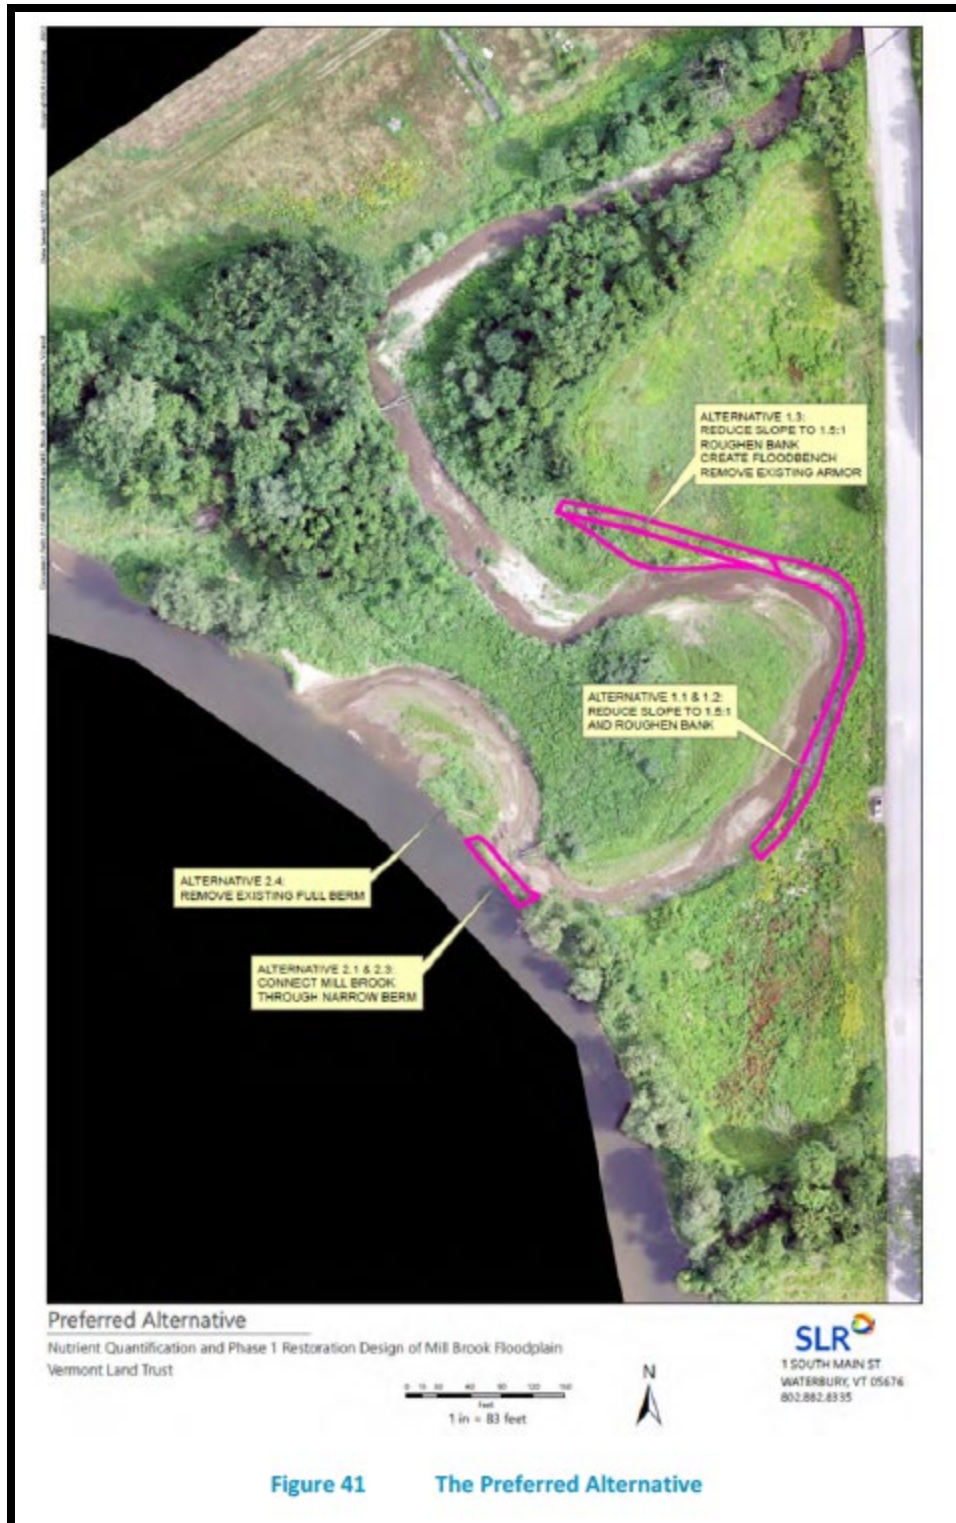 ALTERNATIVE 1.3:
REDUCE SLOPE TO 1.5:1
ROUGHEN BANK
CREATE FLOODBENCH
REMOVE EXISTING ARMOR
ALTERNATIVE 1.1 & 1.2:
REDUCE SLOPE TO 1.5:1
AND ROUGHEN BANK
ALTERNATIVE 2.4:
REMOVE EXISTING FULL BERM
ALTERNATIVE 2.1 & 2.3:
CONNECT MILL BROOK
THROUGH NARROW BERM
Preferred Alternative
Nutrient Quantification and Phase 1 Restoration Design of Mill Brook Floodplain
Vermont Land Trust
Feet
1 in = 83 feet
N
SLR
1 SOUTH MAIN ST
WATERBURY, VT 05676
802.882.8335
Figure 41 The Preferred Alternative